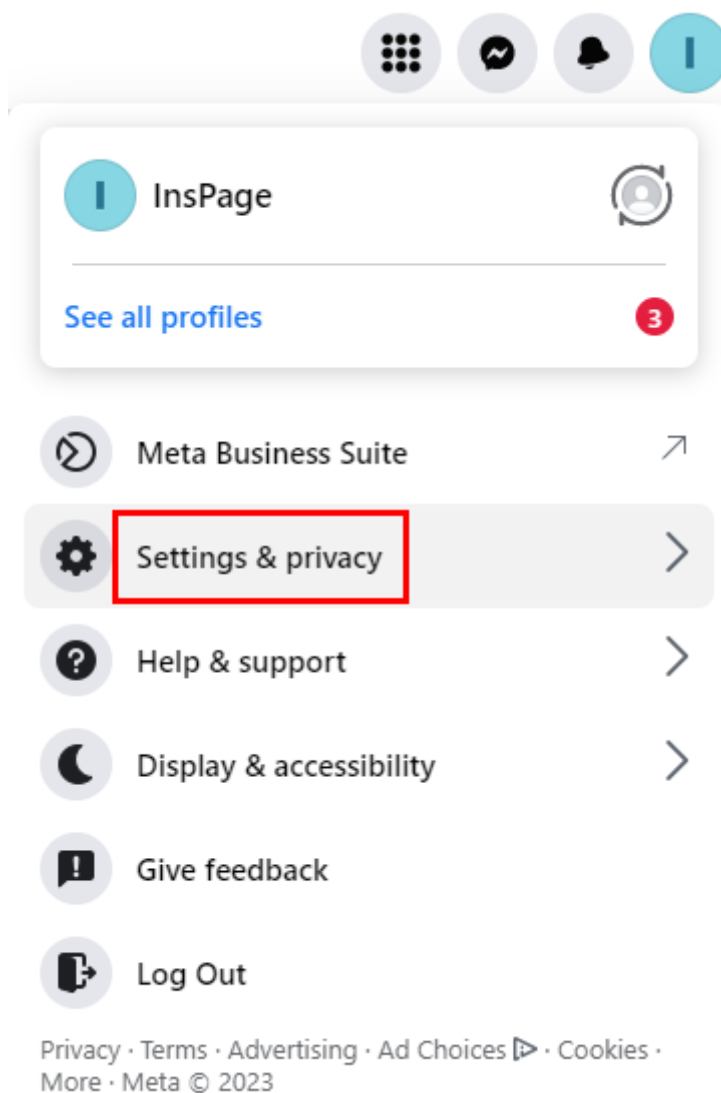 I
I InsPage
See all profiles 3
Meta Business Suite
Settings & privacy
Help & support
Display & accessibility
Give feedback
Log Out
Privacy · Terms · Advertising · Ad Choices · Cookies ·
More · Meta © 2023